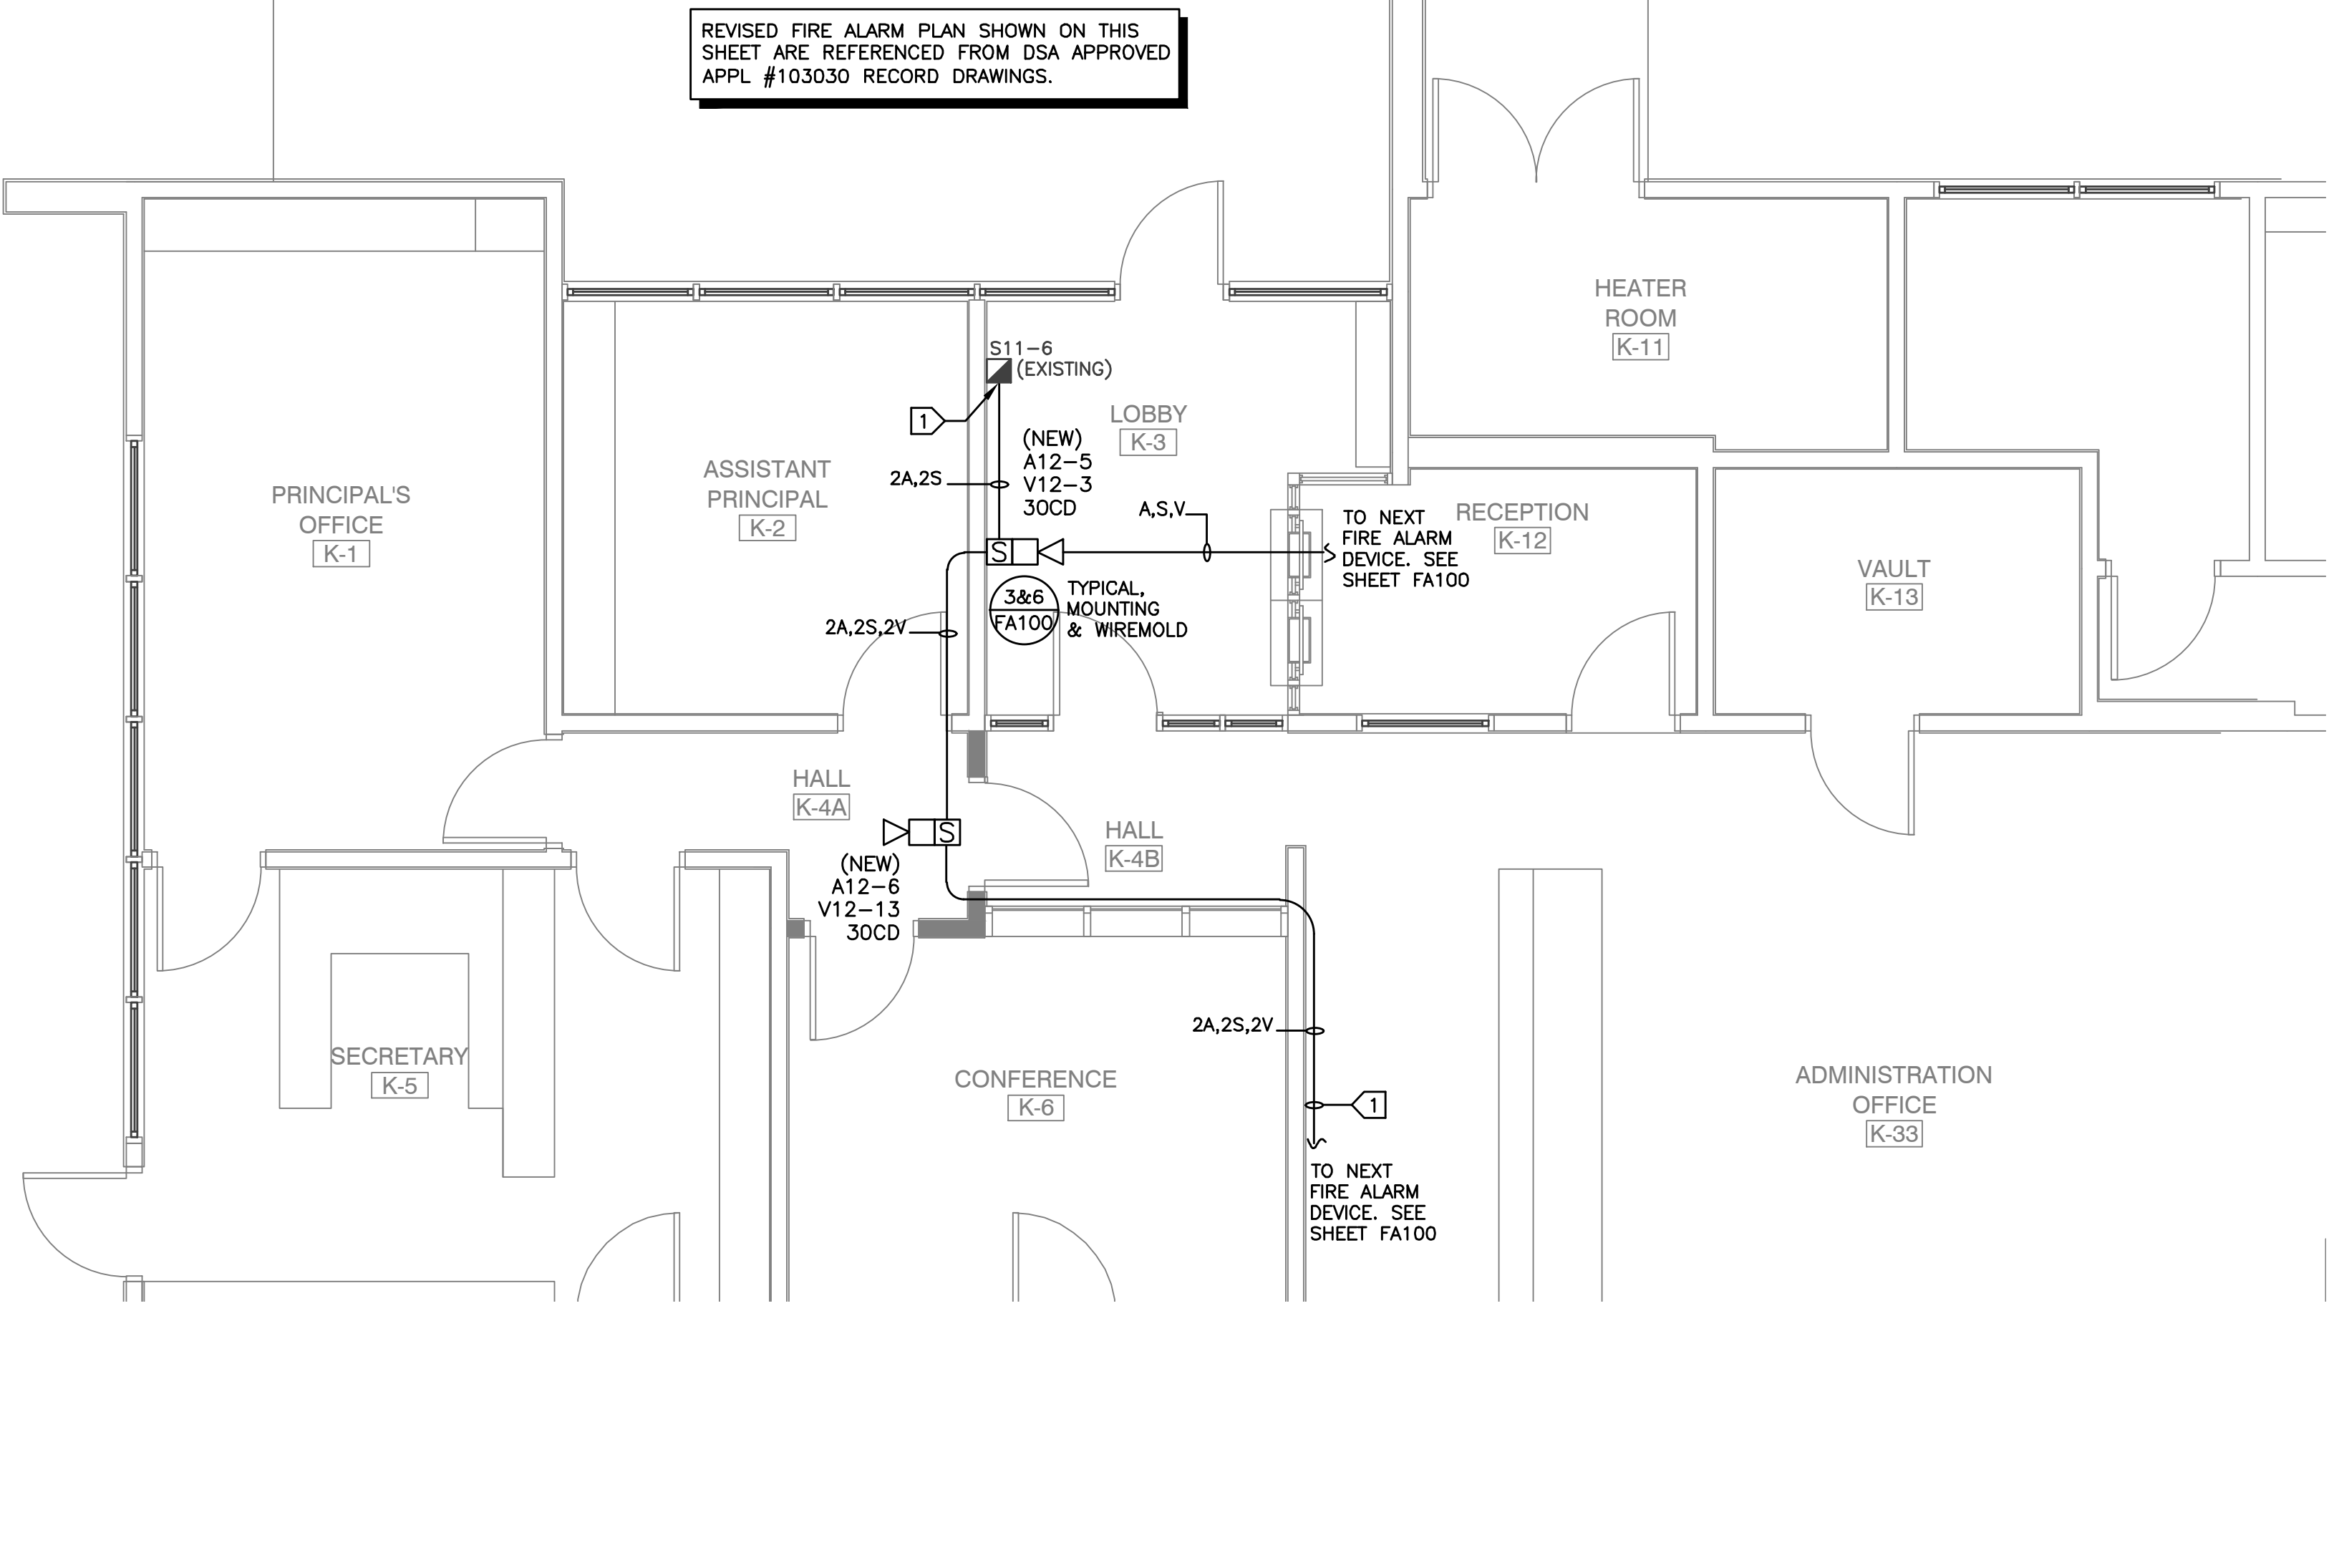 REVISED FIRE ALARM PLAN SHOWN ON THIS
SHEET ARE REFERENCED FROM DSA APPROVED
APPL #103030 RECORD DRAWINGS.
HEATER
ROOM
K-11
S11-6
(EXISTING)
1
LOBBY
K-3
(NEW)
A12-5
V12-3
30CD
2A,2S
ASSISTANT
PRINCIPAL
K-2
PRINCIPAL'S
OFFICE
K-1
A,S,V
TO NEXT
FIRE ALARM
DEVICE. SEE
SHEET FA100
RECEPTION
K-12
S
VAULT
K-13
3&6
FA100
TYPICAL,
MOUNTING
& WIREMOLD
2A,2S,2V
HALL
K-4A
S
HALL
K-4B
(NEW)
A12-6
V12-13
30CD
2A,2S,2V
SECRETARY
K-5
CONFERENCE
K-6
1
ADMINISTRATION
OFFICE
K-33
TO NEXT
FIRE ALARM
DEVICE. SEE
SHEET FA100